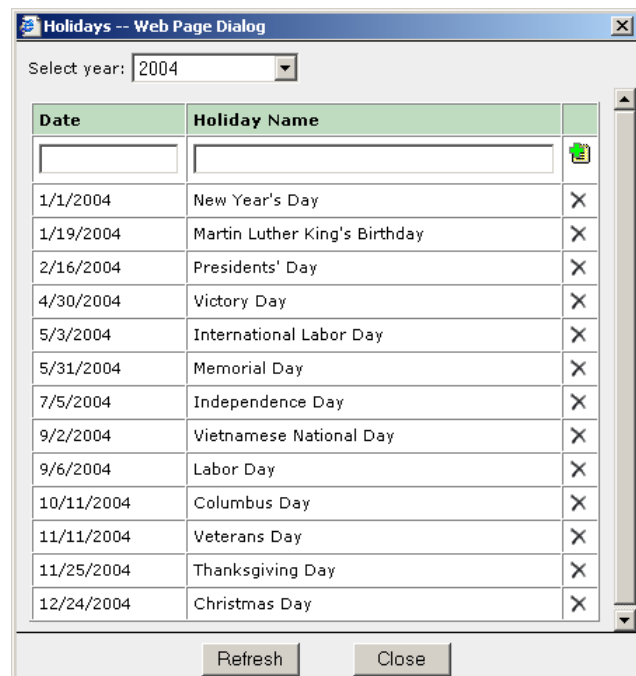 Holidays -- Web Page Dialog
Select year: 2004
Date Holiday Name
1/1/2004 New Year's Day
1/19/2004 Martin Luther King's Birthday
2/16/2004 Presidents' Day
4/30/2004 Victory Day
5/3/2004 International Labor Day
5/31/2004 Memorial Day
7/5/2004 Independence Day
9/2/2004 Vietnamese National Day
9/6/2004 Labor Day
10/11/2004 Columbus Day
11/11/2004 Veterans Day
11/25/2004 Thanksgiving Day
12/24/2004 Christmas Day
Refresh Close